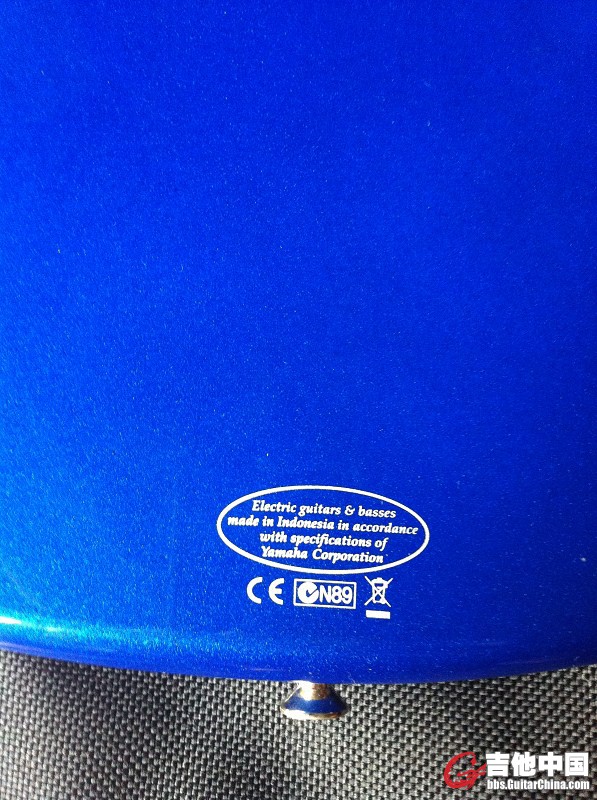 Electric guitars & basses
made in Indonesia in accordance
with specifications of
Yamaha Corporation
CE N89
吉他中国
bbs.GuitarChina.com